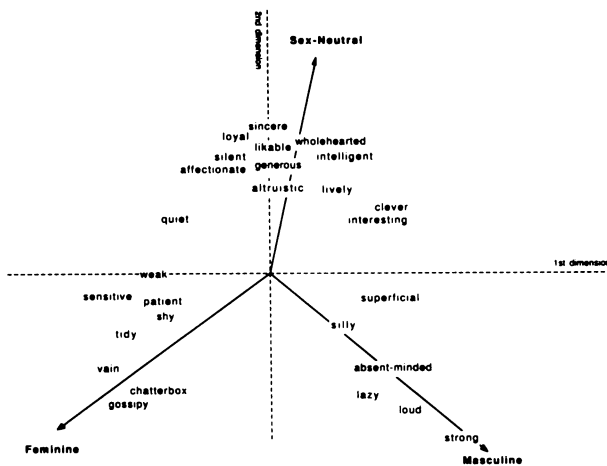 2nd dimension
Sex-Neutral
sincere
loyal
wholehearted
likable
silent
intelligent
generous
affectionate
altruistic
lively
clever
quiet
interesting
1st dimension
weak
sensitive
superficial
patient
shy
silly
tidy
absent-minded
vain
chatterbox
lazy
gossipy
loud
strong
Feminine
Masculine